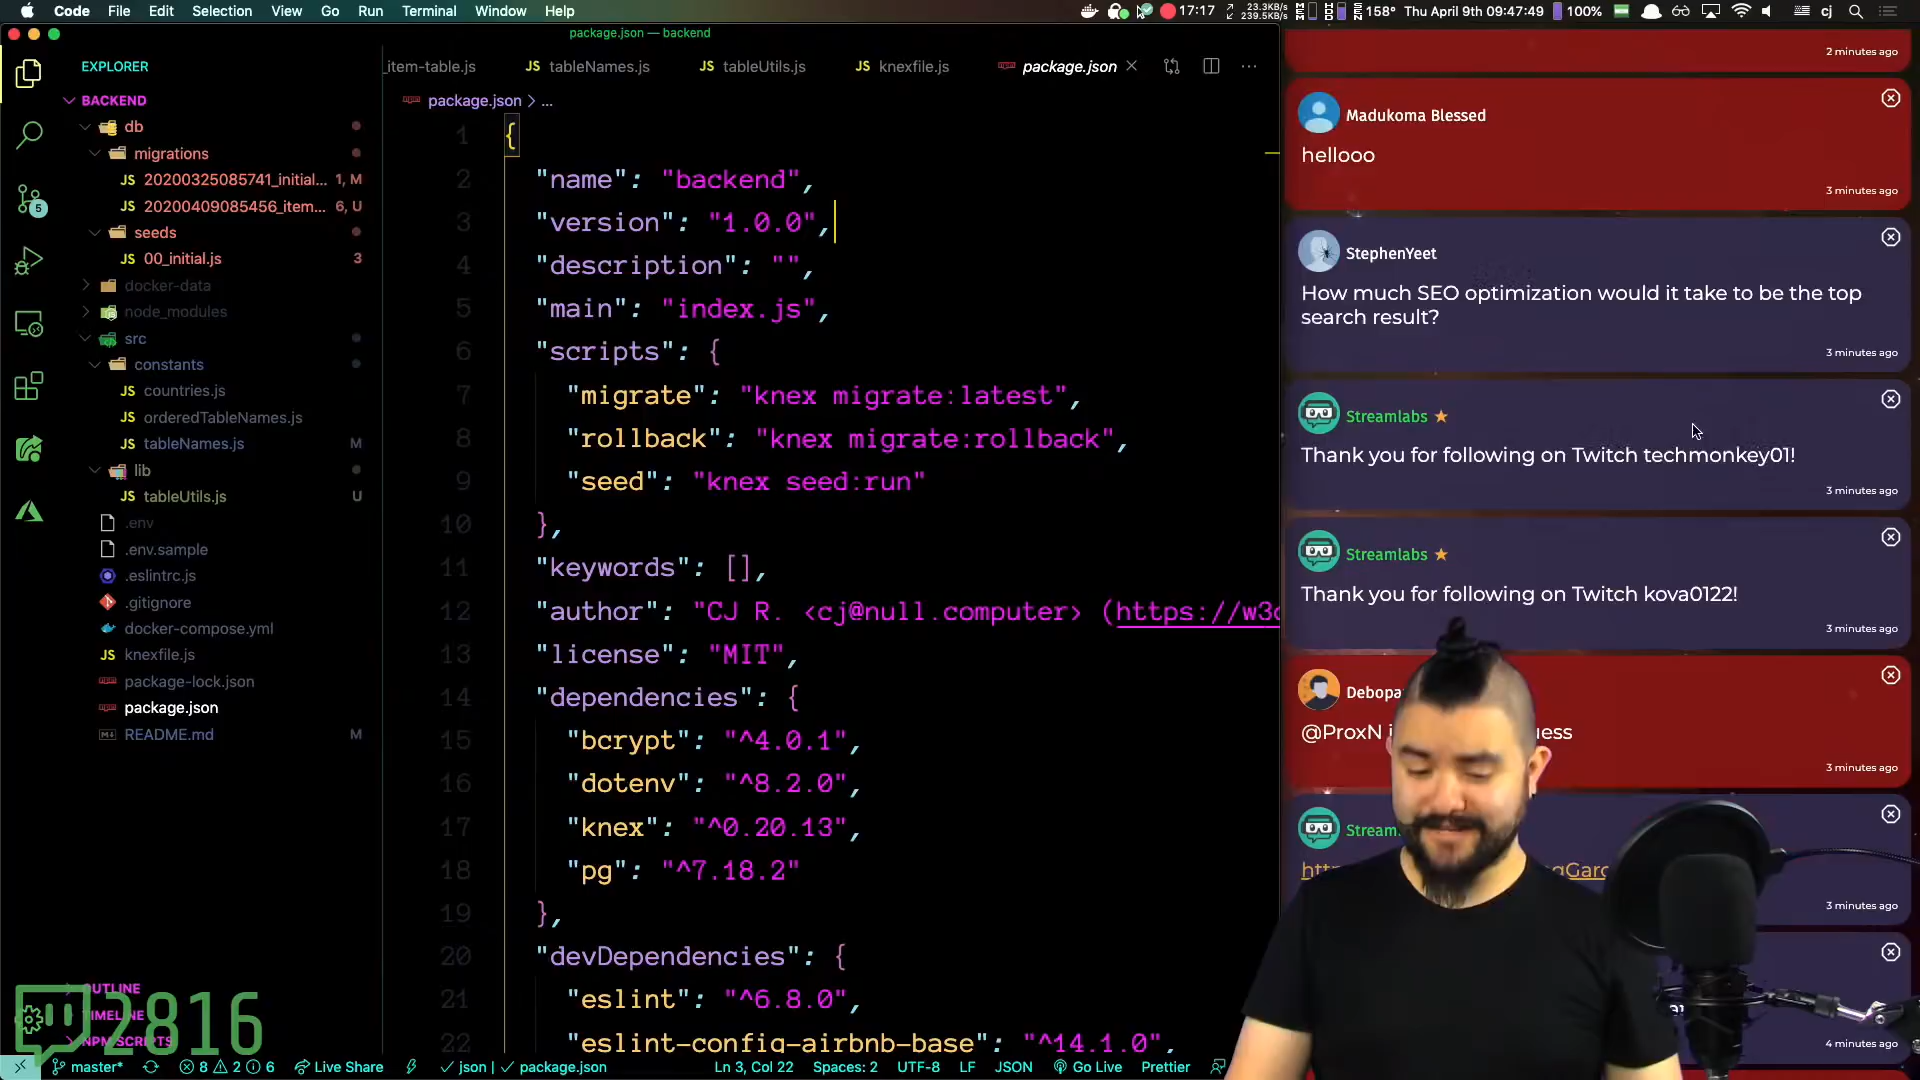 Code File Edit Selection View Go Run Terminal Window Help
17:17 23.3KB/s 239.5KB/s 158° Thu April 9th 09:47:49 100% cj
package.json — backend
EXPLORER
BACKEND
db
migrations
20200325085741_initial... 1, M
20200409085456_item... 6, U
seeds
00_initial.js 3
docker-data
node_modules
src
constants
countries.js
orderedTableNames.js
tableNames.js M
lib
tableUtils.js U
.env
.env.sample
.eslintrc.js
.gitignore
docker-compose.yml
knexfile.js
package-lock.json
package.json
README.md M
OUTLINE
TIMELINE
NPM SCRIPTS
2816
_item-table.js JS tableNames.js JS tableUtils.js JS knexfile.js package.json
package.json > ...
1 {
2 "name": "backend",
3 "version": "1.0.0",
4 "description": "",
5 "main": "index.js",
6 "scripts": {
7 "migrate": "knex migrate:latest",
8 "rollback": "knex migrate:rollback",
9 "seed": "knex seed:run"
10 },
11 "keywords": [],
12 "author": "CJ R. <cj@null.computer> (https://w3c
13 "license": "MIT",
14 "dependencies": {
15 "bcrypt": "^4.0.1",
16 "dotenv": "^8.2.0",
17 "knex": "^0.20.13",
18 "pg": "^7.18.2"
19 },
20 "devDependencies": {
21 "eslint": "^6.8.0",
22 "eslint-config-airbnb-base": "^14.1.0",
master* 8 2 6 Live Share json | package.json Ln 3, Col 22 Spaces: 2 UTF-8 LF JSON Go Live Prettier
2 minutes ago
Madukoma Blessed
hellooo
3 minutes ago
StephenYeet
How much SEO optimization would it take to be the top
search result?
3 minutes ago
Streamlabs
Thank you for following on Twitch techmonkey01!
3 minutes ago
Streamlabs
Thank you for following on Twitch kova0122!
3 minutes ago
Debopa
@ProxN
3 minutes ago
Stream
3 minutes ago
4 minutes ago